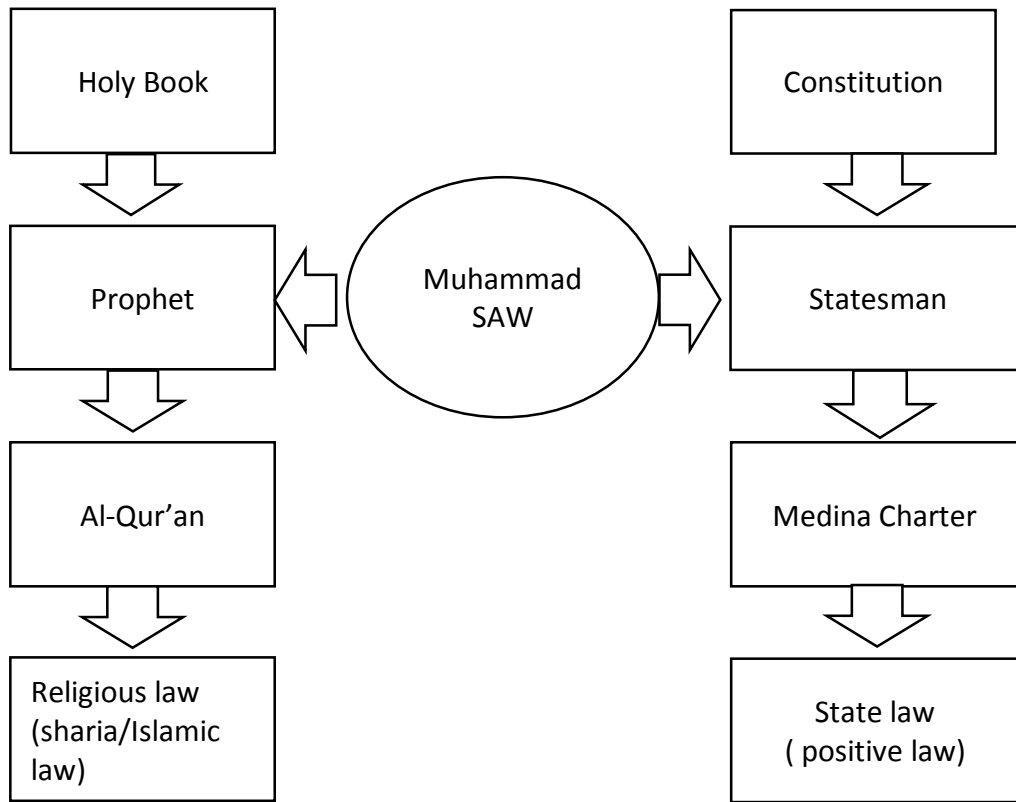 Holy Book
Constitution
Prophet
Muhammad
SAW
Statesman
Al-Qur’an
Medina Charter
Religious law
(sharia/Islamic
law)
State law
( positive law)